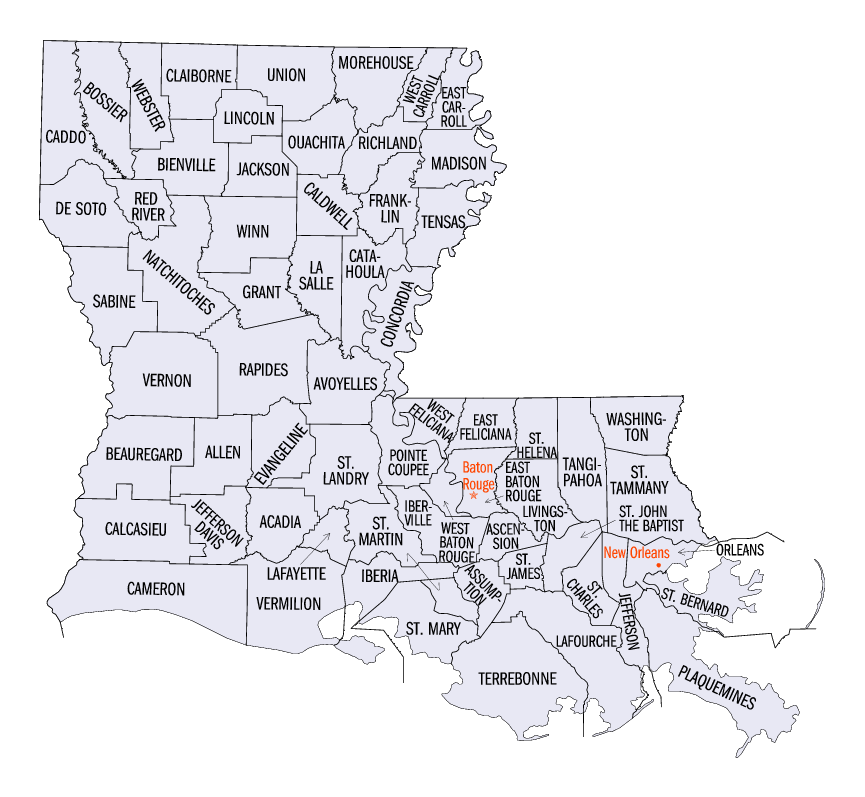 MOREHOUSE
CLAIBORNE
UNION
WEST
CARROLL
EAST
CAR-
ROLL
BOSSIER
WEBSTER
LINCOLN
CADDO
OUACHITA
RICHLAND
BIENVILLE
JACKSON
MADISON
DE SOTO
RED
RIVER
CALDWELL
FRANK-
LIN
TENSAS
WINN
NATCHITOCHES
LA
SALLE
CATA-
HOULA
SABINE
GRANT
CONCORDIA
VERNON
RAPIDES
AVOYELLES
WEST
FELICIANA
EAST
FELICIANA
ST.
HELENA
WASHING-
TON
BEAUREGARD
ALLEN
EVANGELINE
ST.
LANDRY
POINTE
COUPEE
Baton
Rouge
EAST
BATON
ROUGE
TANGI-
PAHOA
ST.
TAMMANY
CALCASIEU
JEFFERSON
DAVIS
ACADIA
ST.
MARTIN
IBER-
VILLE
WEST
BATON
ROUGE
ASCEN-
SION
LIVINGS-
TON
ST. JOHN
THE BAPTIST
New Orleans
ORLEANS
CAMERON
LAFAYETTE
VERMILION
IBERIA
ASSUMP-
TION
ST.
JAMES
ST.
CHARLES
JEFFERSON
ST. BERNARD
ST. MARY
LAFOURCHE
TERREBONNE
PLAQUEMINES